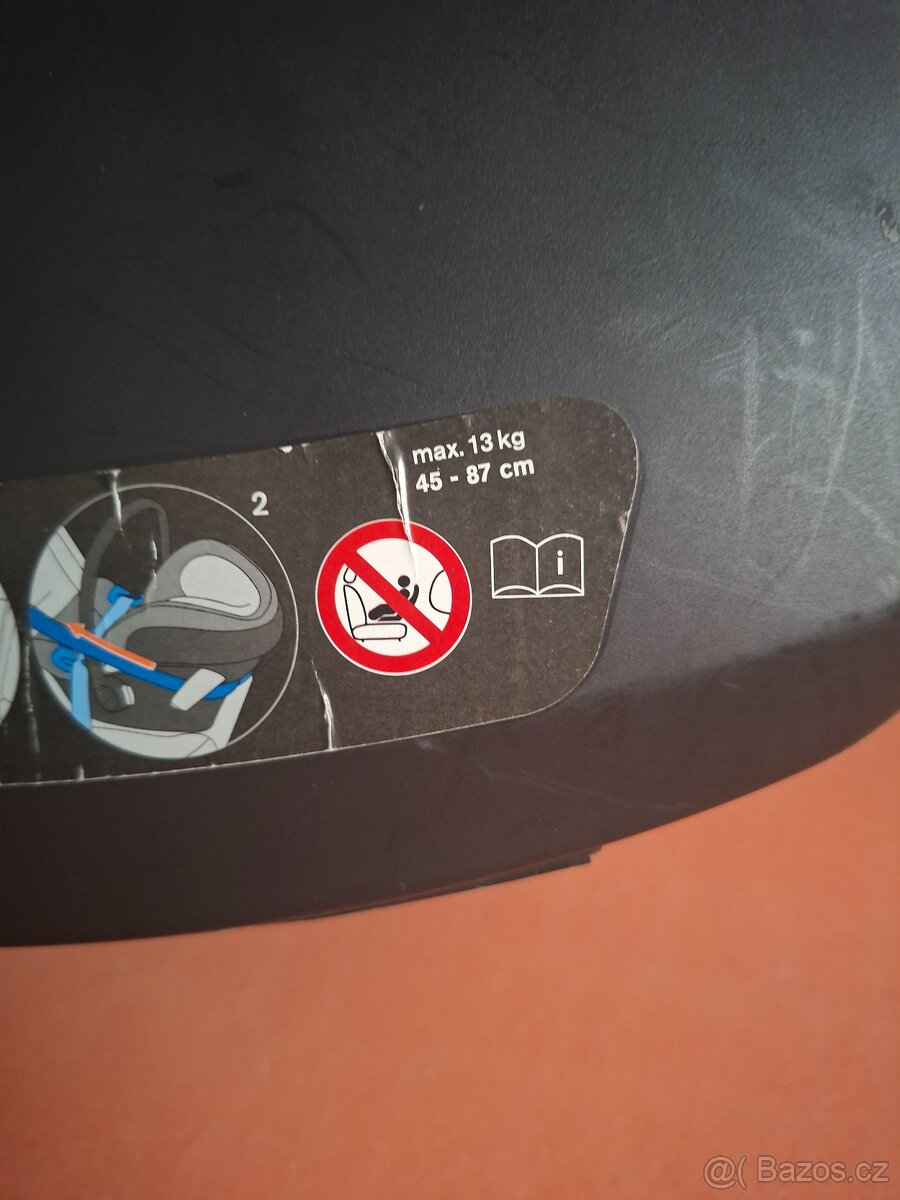 max. 13 kg
45 - 87 cm
2
i
@( Bazos.cz